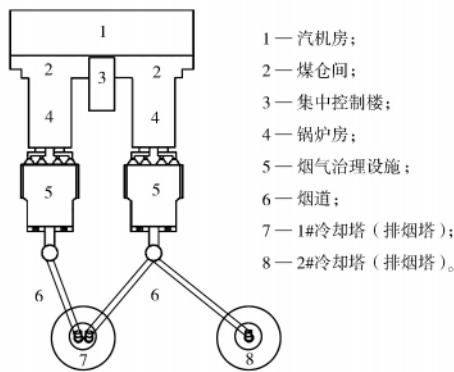 1
2
2
3
4
4
5
5
6
6
7
8
1 — 汽机房；
2 — 煤仓间；
3 — 集中控制楼；
4 — 锅炉房；
5 — 烟气治理设施；
6 — 烟道；
7 — 1#冷却塔（排烟塔）；
8 — 2#冷却塔（排烟塔）。